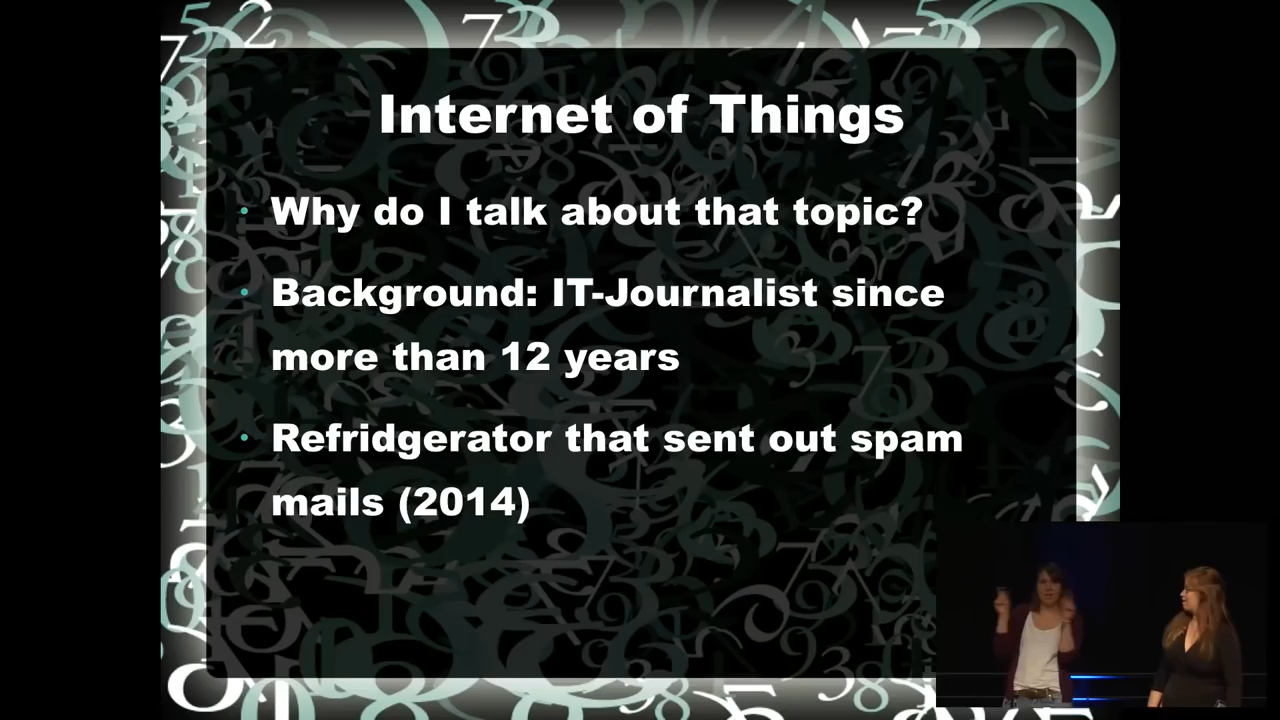 Internet of Things
Why do I talk about that topic?
Background: IT-Journalist since
more than 12 years
Refridgerator that sent out spam
mails (2014)